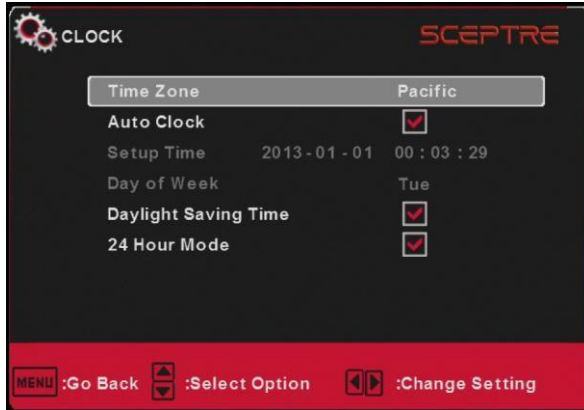 CLOCK SCEPTRE
Time Zone Pacific
Auto Clock
Setup Time 2013-01-01 00:03:29
Day of Week Tue
Daylight Saving Time
24 Hour Mode
MENU :Go Back :Select Option :Change Setting